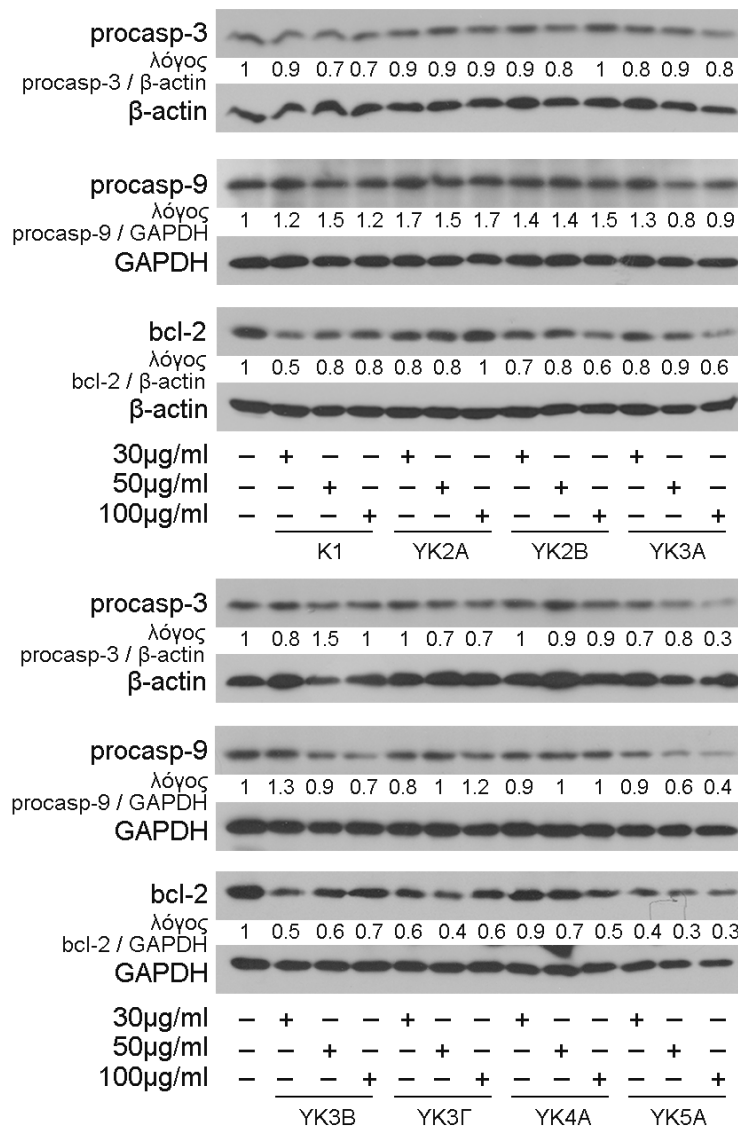 procasp-3
λόγος
procasp-3 / β-actin
1 0.9 0.7 0.7 0.9 0.9 0.9 0.9 0.8 1 0.8 0.9 0.8
β-actin
procasp-9
λόγος
procasp-9 / GAPDH
1 1.2 1.5 1.2 1.7 1.5 1.7 1.4 1.4 1.5 1.3 0.8 0.9
GAPDH
bcl-2
λόγος
bcl-2 / β-actin
1 0.5 0.8 0.8 0.8 0.8 1 0.7 0.8 0.6 0.8 0.9 0.6
β-actin
30μg/ml – + – – + – – + – – + – –
50μg/ml – – + – – + – – + – – + –
100μg/ml – – – + – – + – – + – – +
K1 YK2A YK2B YK3A
procasp-3
λόγος
procasp-3 / β-actin
1 0.8 1.5 1 1 0.7 0.7 1 0.9 0.9 0.7 0.8 0.3
β-actin
procasp-9
λόγος
procasp-9 / GAPDH
1 1.3 0.9 0.7 0.8 1 1.2 0.9 1 1 0.9 0.6 0.4
GAPDH
bcl-2
λόγος
bcl-2 / GAPDH
1 0.5 0.6 0.7 0.6 0.4 0.6 0.9 0.7 0.5 0.4 0.3 0.3
GAPDH
30μg/ml – + – – + – – + – – + – –
50μg/ml – – + – – + – – + – – + –
100μg/ml – – – + – – + – – + – – +
YK3B YK3Γ YK4A YK5A